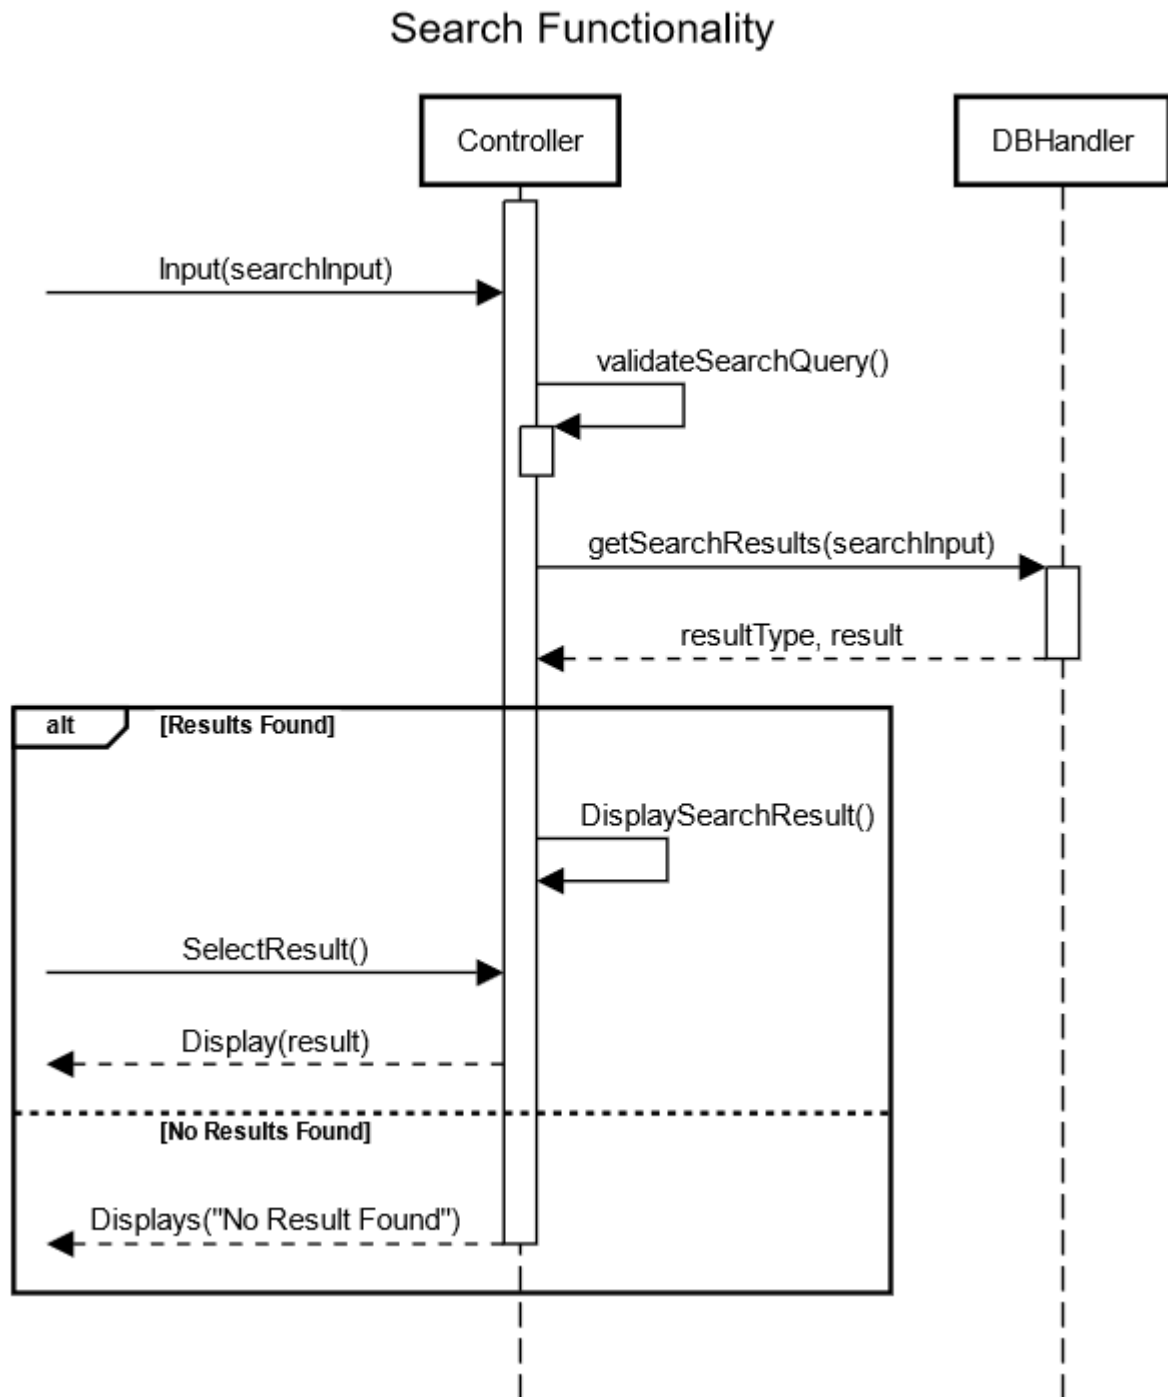 Search Functionality
Controller
DBHandler
Input(searchInput)
validateSearchQuery()
getSearchResults(searchInput)
resultType, result
alt
[Results Found]
DisplaySearchResult()
SelectResult()
Display(result)
[No Results Found]
Displays("No Result Found")